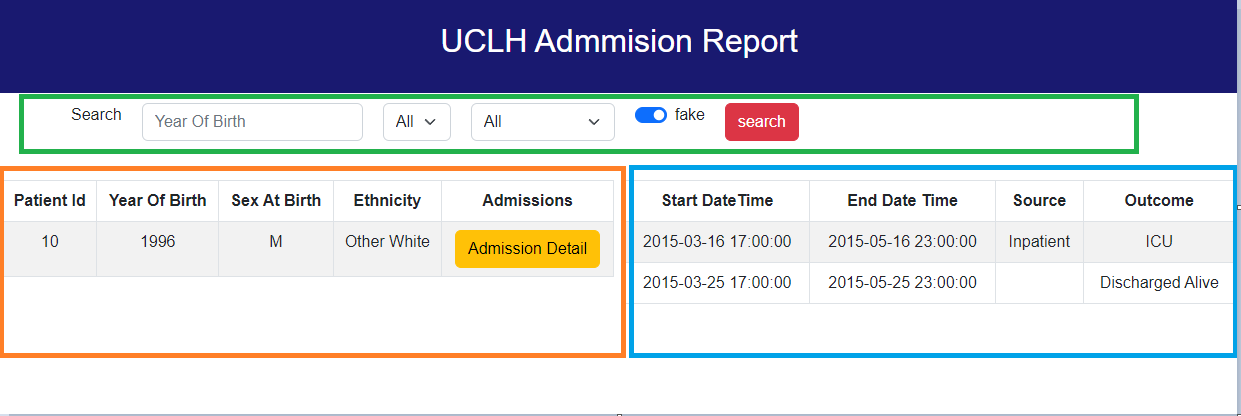 UCLH Admmision Report
Search Year Of Birth All All fake search
Patient Id Year Of Birth Sex At Birth Ethnicity Admissions Start DateTime End Date Time Source Outcome
10 1996 M Other White Admission Detail 2015-03-16 17:00:00 2015-05-16 23:00:00 Inpatient ICU
2015-03-25 17:00:00 2015-05-25 23:00:00 Discharged Alive